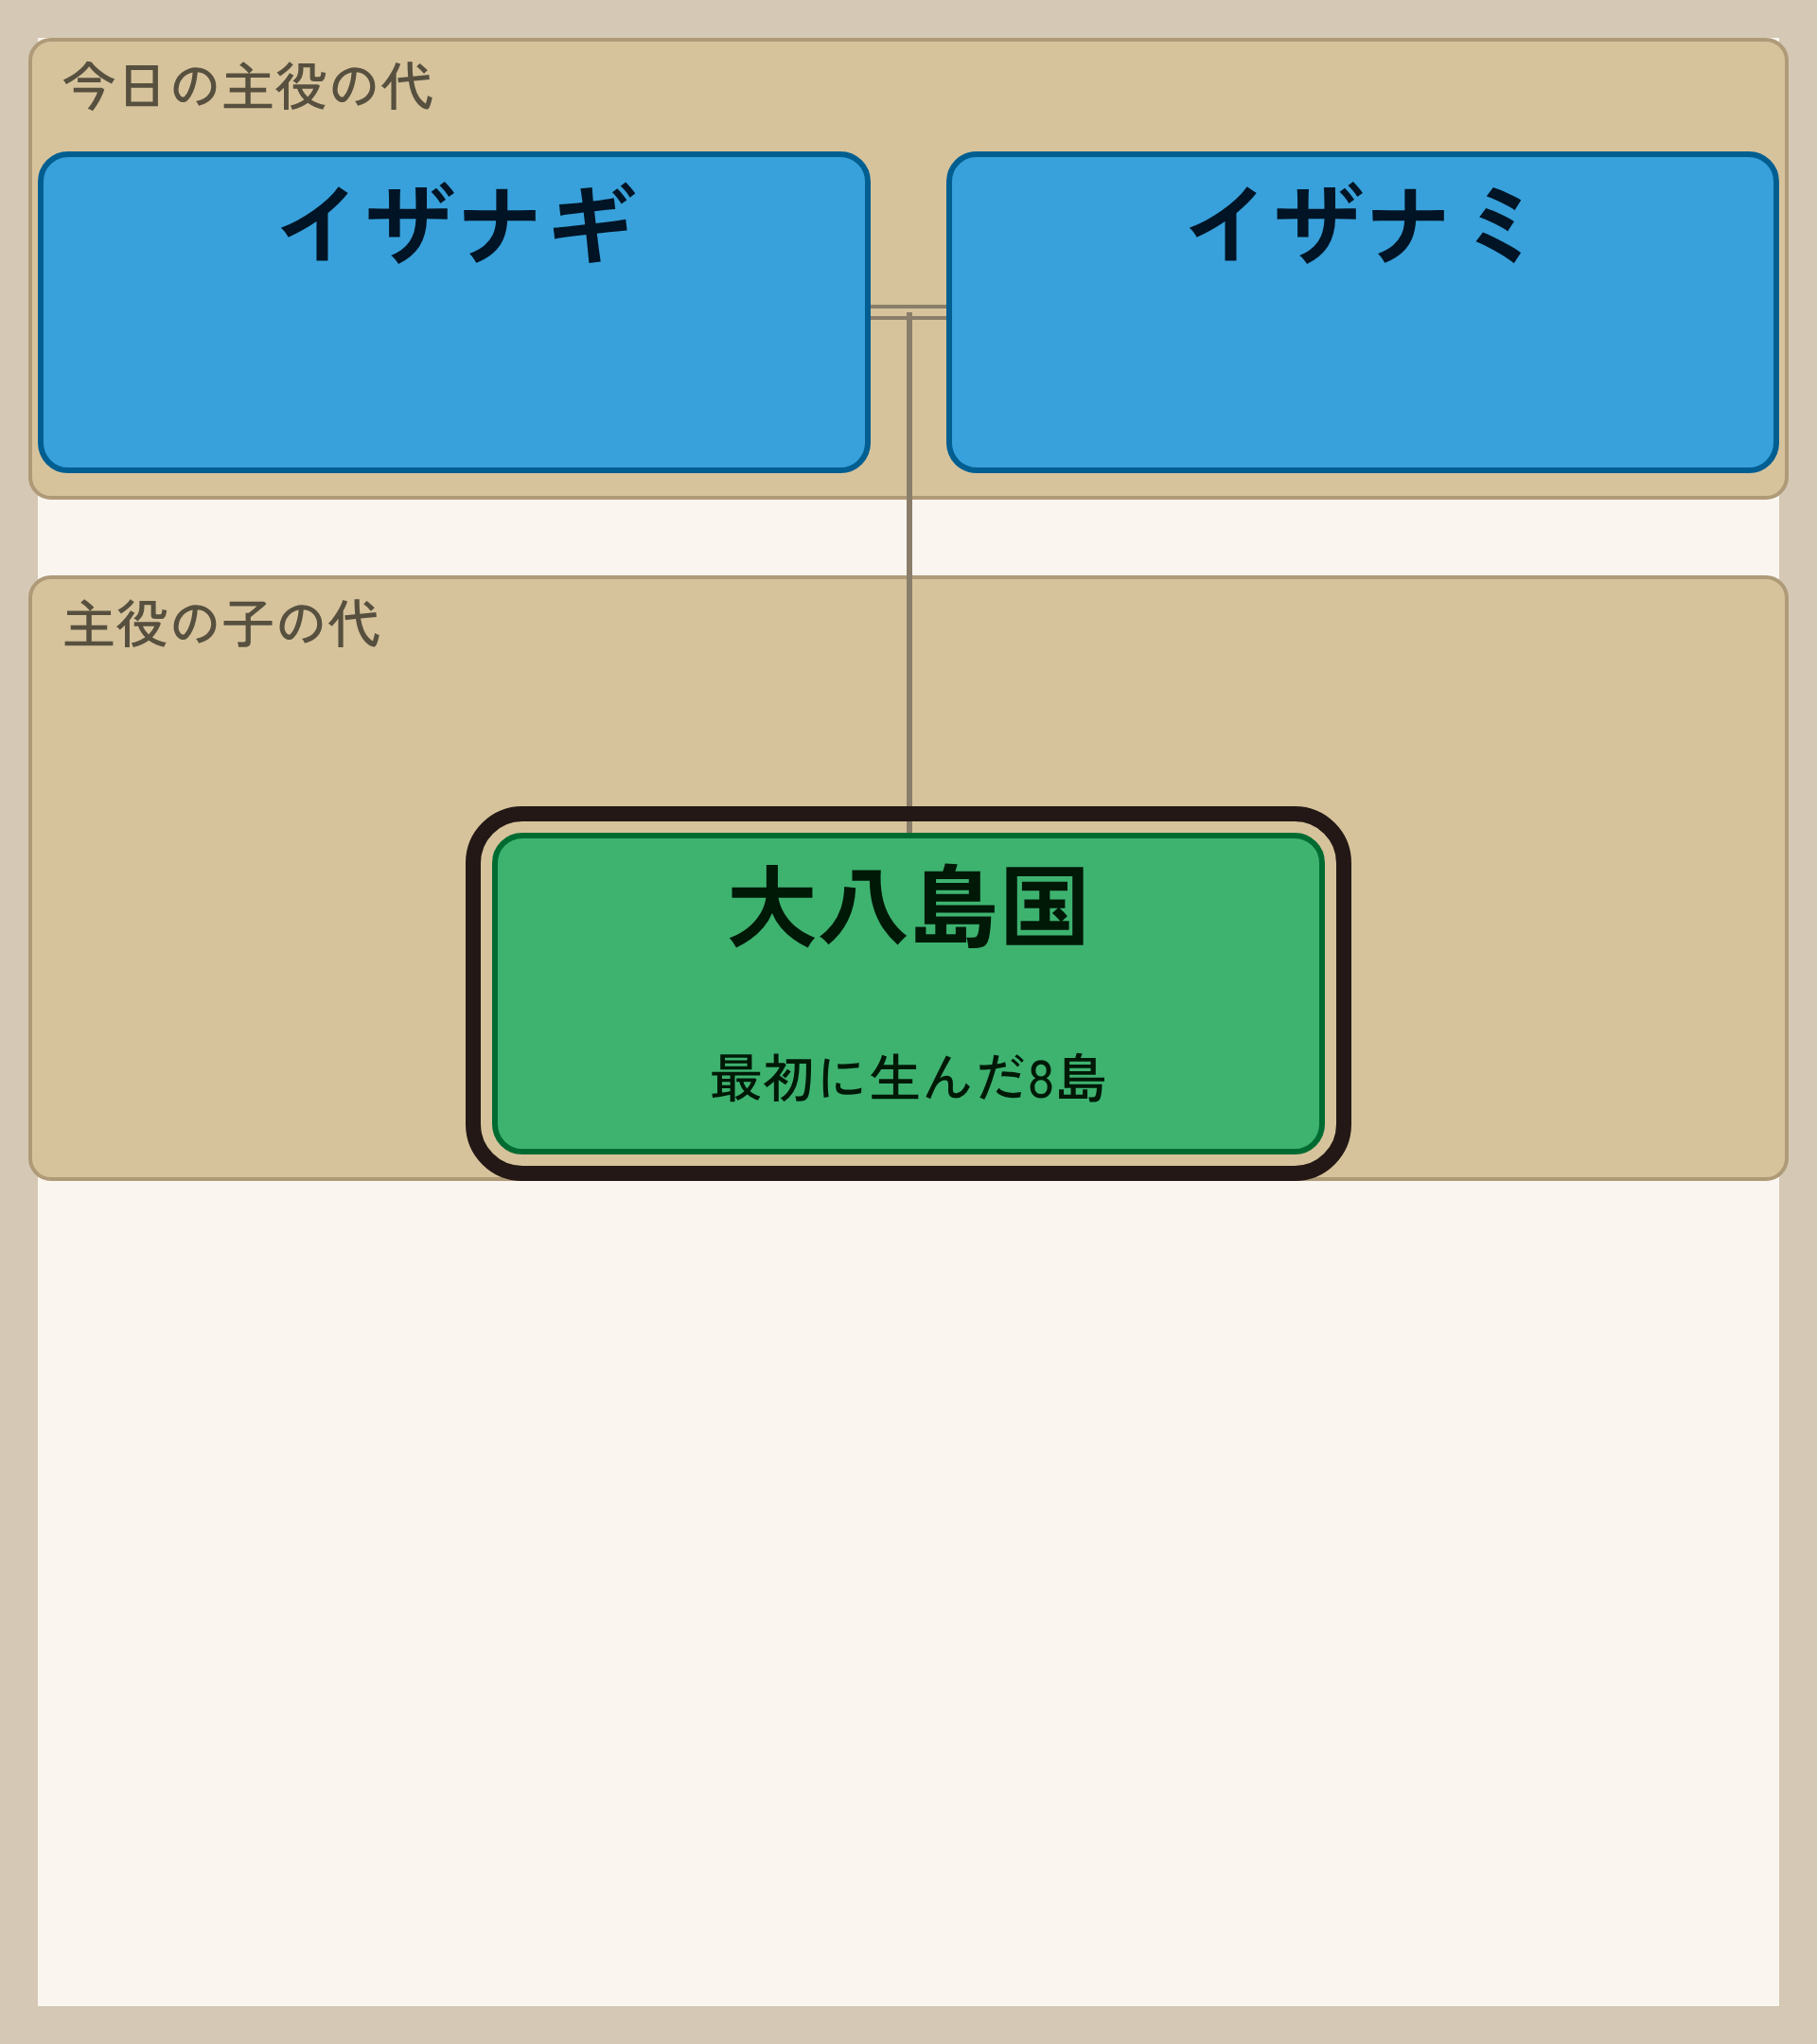 今日の主役の代
イザナギ
イザナミ
主役の子の代
大八島国
最初に生んだ8島